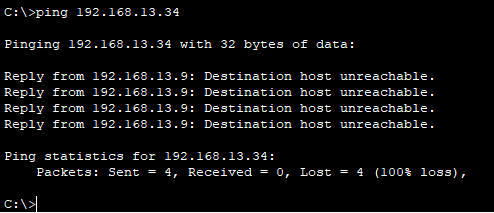 C:\>ping 192.168.13.34
Pinging 192.168.13.34 with 32 bytes of data:
Reply from 192.168.13.9: Destination host unreachable.
Reply from 192.168.13.9: Destination host unreachable.
Reply from 192.168.13.9: Destination host unreachable.
Reply from 192.168.13.9: Destination host unreachable.
Ping statistics for 192.168.13.34:
    Packets: Sent = 4, Received = 0, Lost = 4 (100% loss),
C:\>